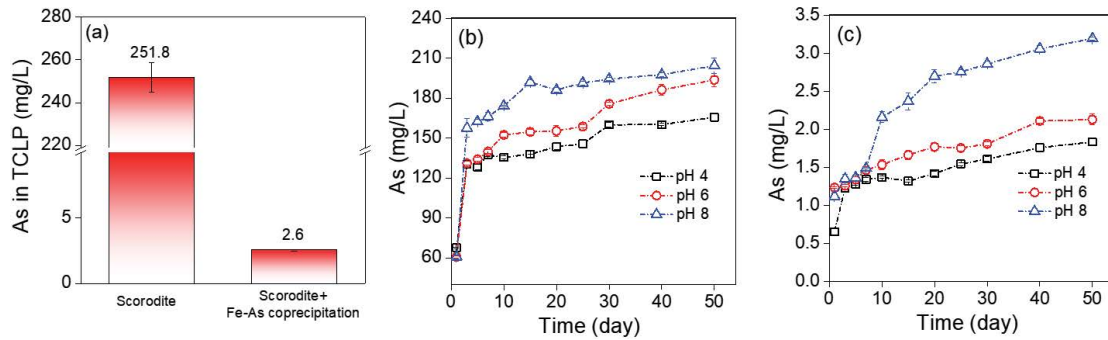 (a)
As in TCLP (mg/L)
280
260
240
220
5
0
251.8
2.6
Scorodite
Scorodite+
Fe-As coprecipitation
(b)
As (mg/L)
240
210
180
150
120
90
60
pH 4
pH 6
pH 8
0 10 20 30 40 50
Time (day)
(c)
As (mg/L)
3.5
3.0
2.5
2.0
1.5
1.0
0.5
0.0
pH 4
pH 6
pH 8
0 10 20 30 40 50
Time (day)